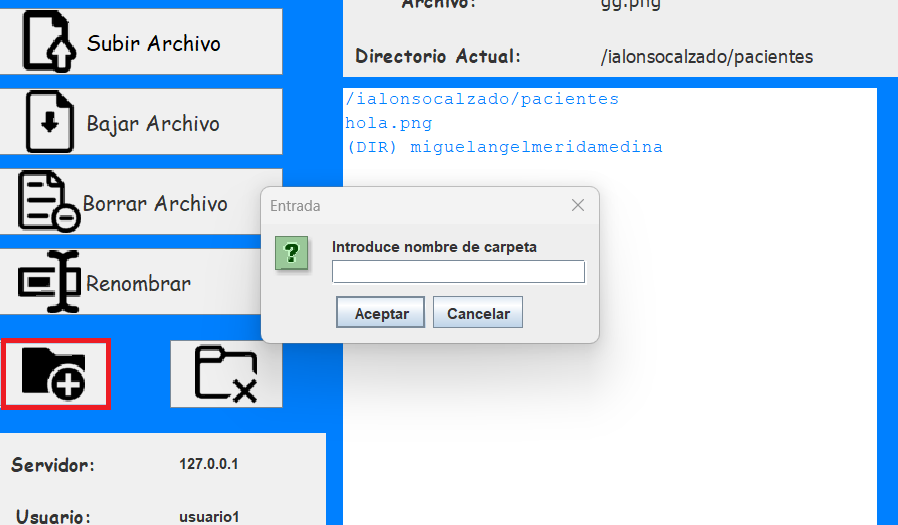 Archivo:
gg.png
Subir Archivo
Directorio Actual:
/ialonsocalzado/pacientes
/ialonsocalzado/pacientes
hola.png
(DIR) miguelangelmeridamedina
Bajar Archivo
Borrar Archivo
Renombrar
Entrada
?
Introduce nombre de carpeta
Aceptar
Cancelar
Servidor:
127.0.0.1
Usuario:
usuario1